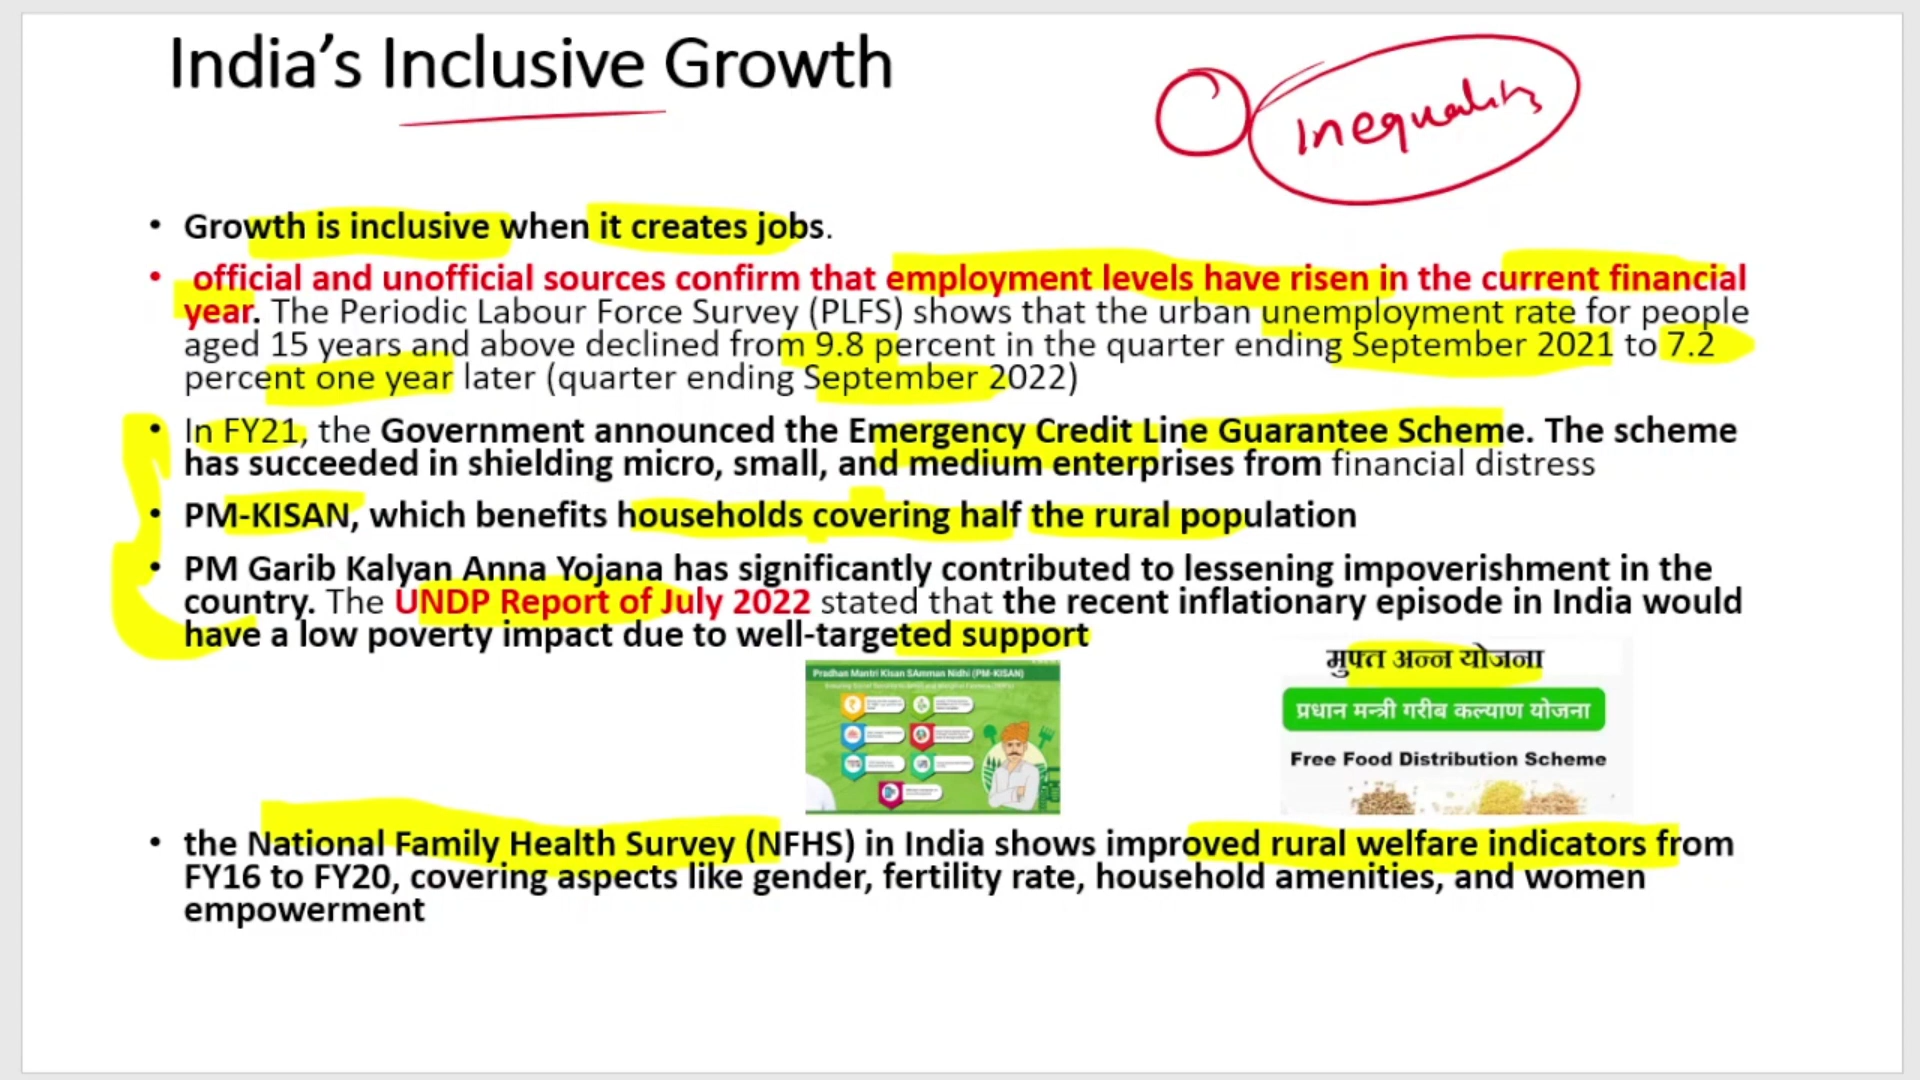 India's Inclusive Growth
Inequality
• Growth is inclusive when it creates jobs.
• official and unofficial sources confirm that employment levels have risen in the current financial
year. The Periodic Labour Force Survey (PLFS) shows that the urban unemployment rate for people
aged 15 years and above declined from 9.8 percent in the quarter ending September 2021 to 7.2
percent one year later (quarter ending September 2022)
• In FY21, the Government announced the Emergency Credit Line Guarantee Scheme. The scheme
has succeeded in shielding micro, small, and medium enterprises from financial distress
• PM-KISAN, which benefits households covering half the rural population
• PM Garib Kalyan Anna Yojana has significantly contributed to lessening impoverishment in the
country. The UNDP Report of July 2022 stated that the recent inflationary episode in India would
have a low poverty impact due to well-targeted support
Pradhan Mantri Kisan SAmman Nidhi (PM-KISAN)
मुफ्त अन्न योजना
प्रधान मन्त्री गरीब कल्याण योजना
Free Food Distribution Scheme
• the National Family Health Survey (NFHS) in India shows improved rural welfare indicators from
FY16 to FY20, covering aspects like gender, fertility rate, household amenities, and women
empowerment